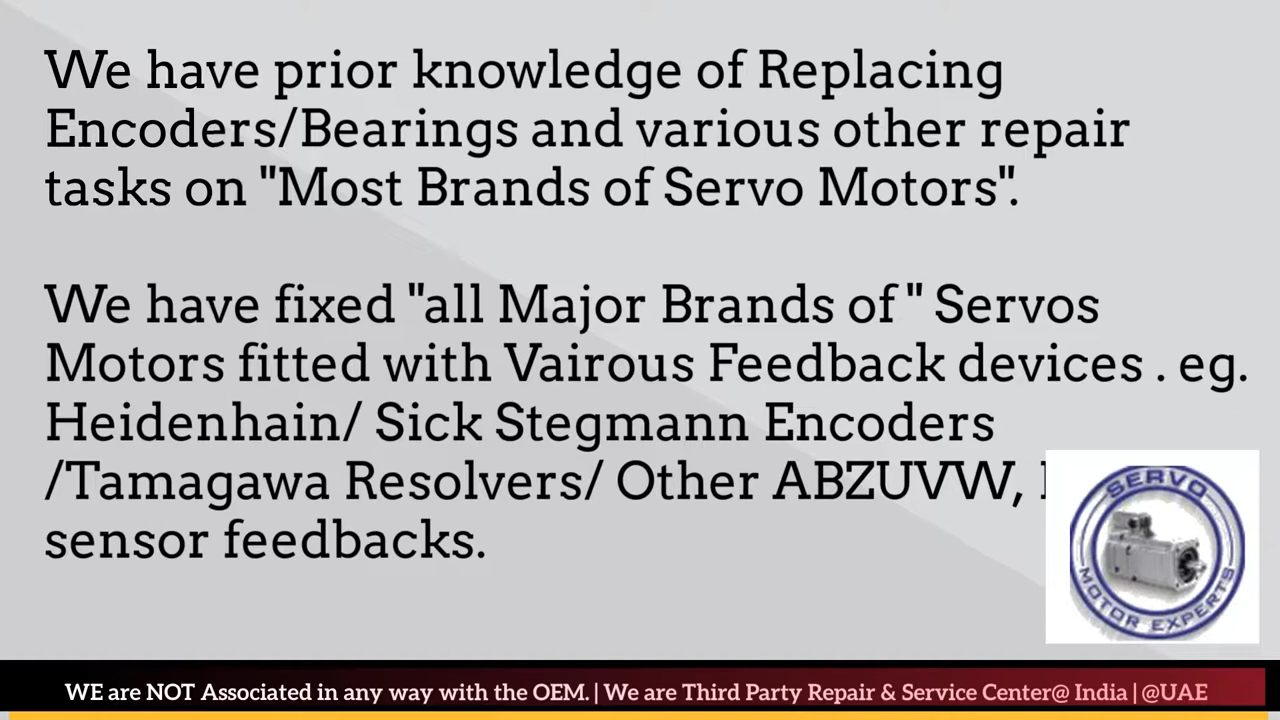 We have prior knowledge of Replacing
Encoders/Bearings and various other repair
tasks on "Most Brands of Servo Motors".
We have fixed "all Major Brands of " Servos
Motors fitted with Vairous Feedback devices . eg.
Heidenhain/ Sick Stegmann Encoders
/Tamagawa Resolvers/ Other ABZUVW,
sensor feedbacks.
SERVO
MOTOR EXPERTS
WE are NOT Associated in any way with the OEM. | We are Third Party Repair & Service Center@ India | @UAE